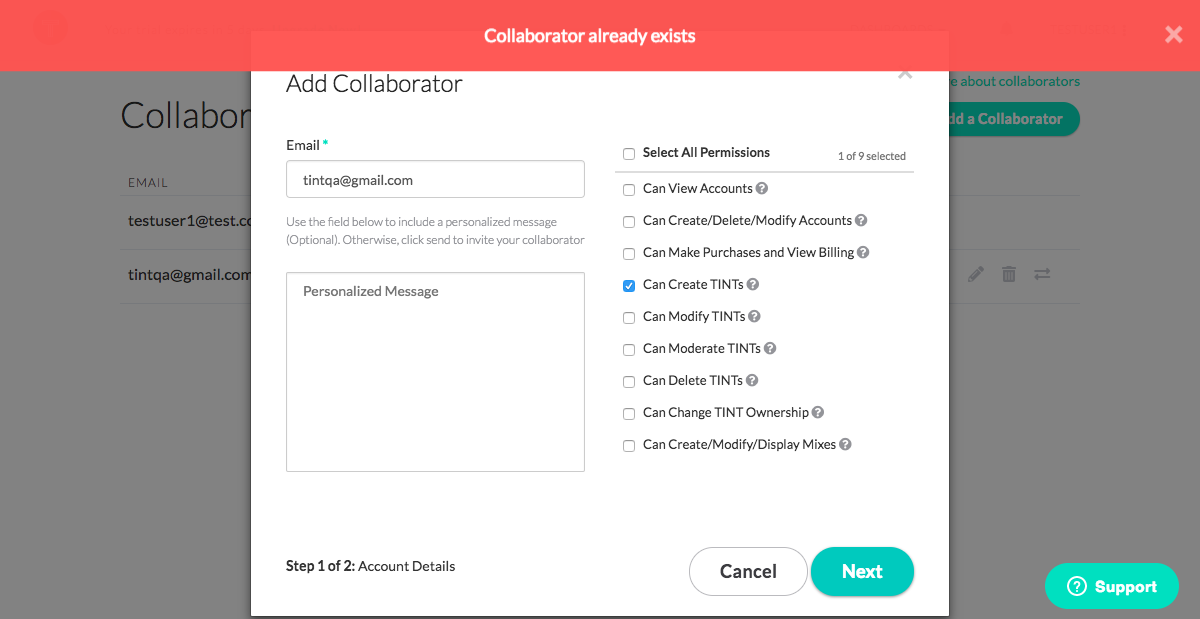 Collaborator already exists
Add Collaborator
e about collaborators
Collabor
dd a Collaborator
EMAIL
testuser1@test.co
tintqa@gmail.com
Email *
tintqa@gmail.com
Use the field below to include a personalized message
(Optional). Otherwise, click send to invite your collaborator
Personalized Message
Select All Permissions
1 of 9 selected
Can View Accounts
Can Create/Delete/Modify Accounts
Can Make Purchases and View Billing
Can Create TINTs
Can Modify TINTs
Can Moderate TINTs
Can Delete TINTs
Can Change TINT Ownership
Can Create/Modify/Display Mixes
Step 1 of 2: Account Details
Cancel
Next
Support